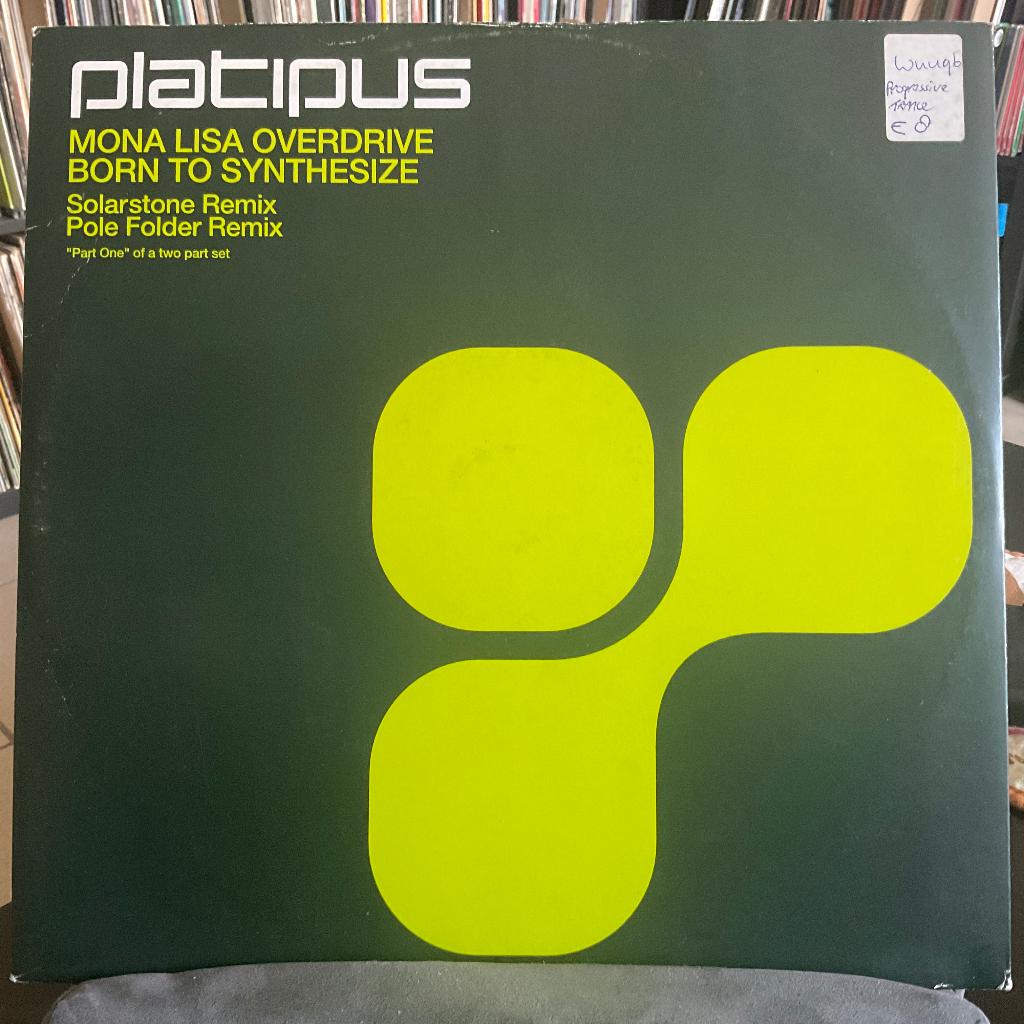 platipus
MONA LISA OVERDRIVE
BORN TO SYNTHESIZE
Solarstone Remix
Pole Folder Remix
"Part One" of a two part set
Progressive
Trance
€ 8